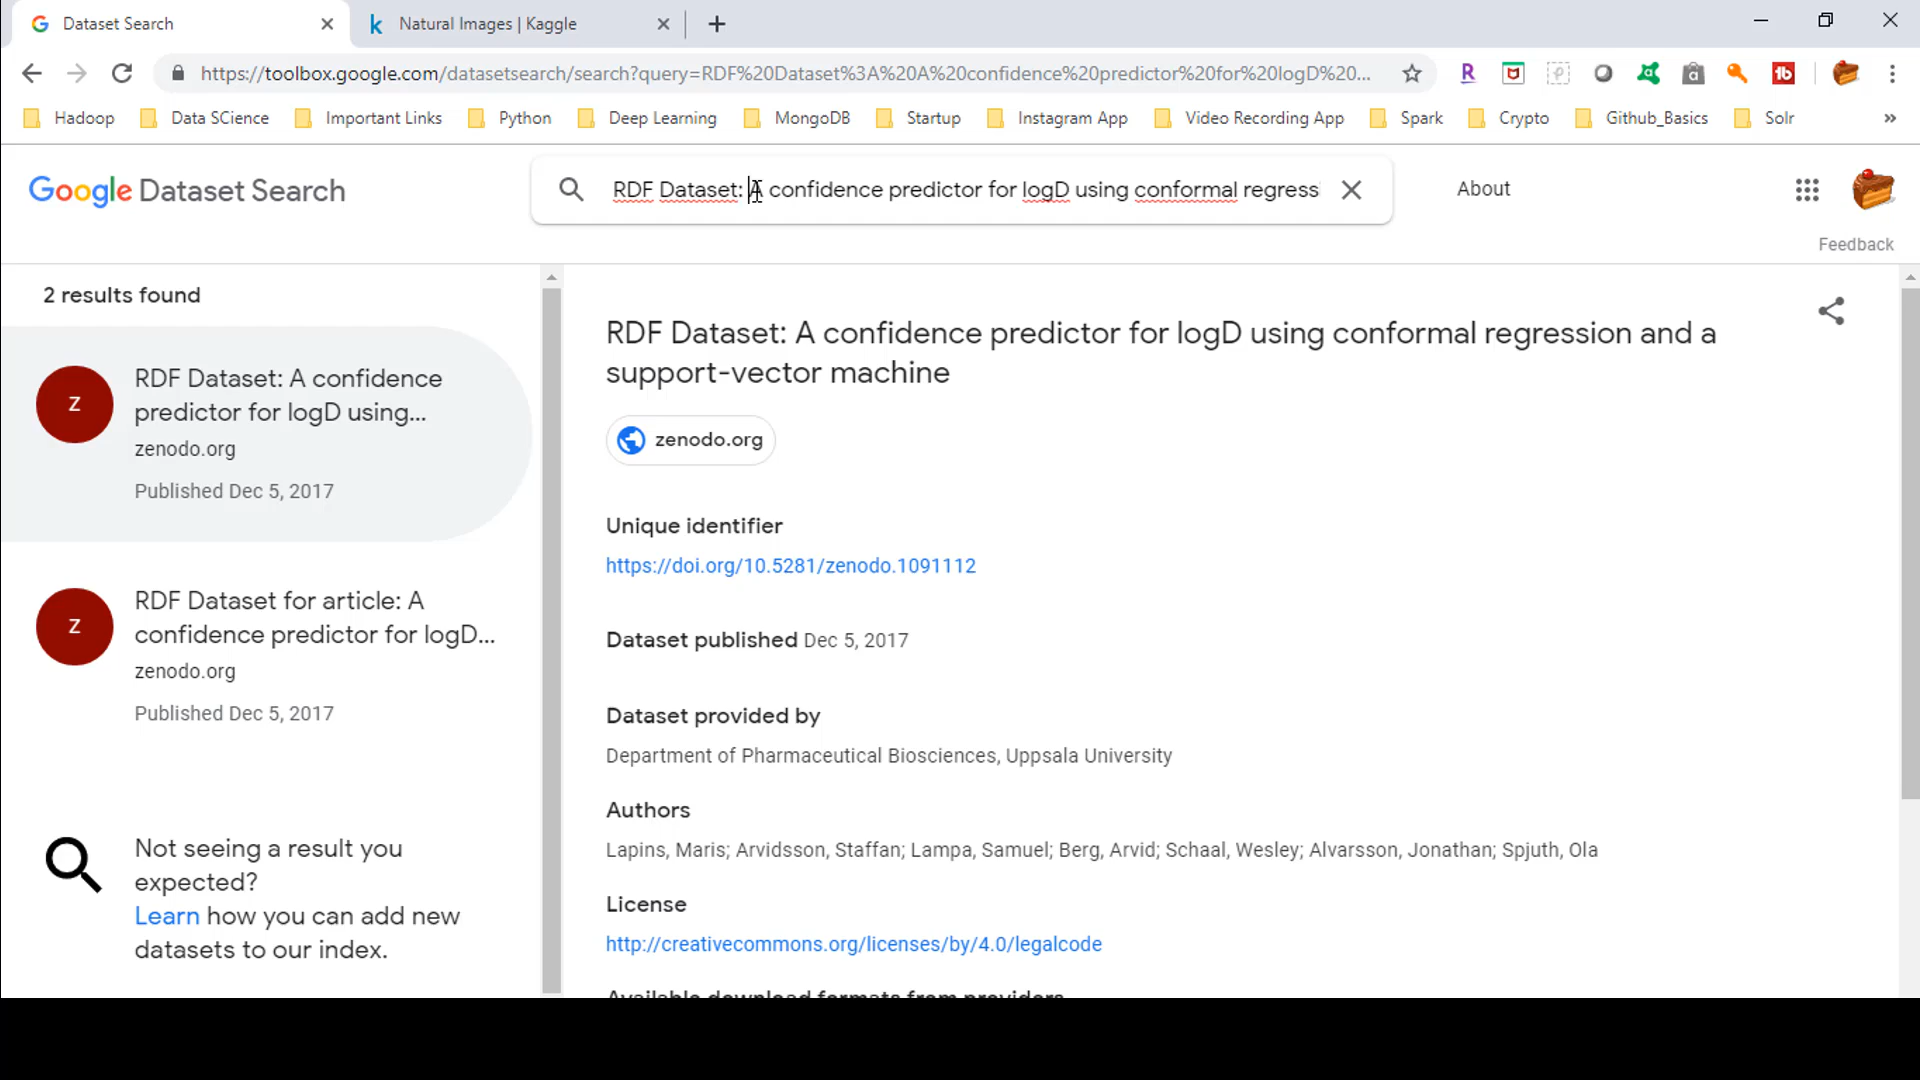 Dataset Search
Natural Images | Kaggle
https://toolbox.google.com/datasetsearch/search?query=RDF%20Dataset%3A%20A%20confidence%20predictor%20for%20logD%20...
Hadoop Data SCience Important Links Python Deep Learning MongoDB Startup Instagram App Video Recording App Spark Crypto Github_Basics Solr »
Google Dataset Search
RDF Dataset: A confidence predictor for logD using conformal regress
About
Feedback
2 results found
Z
RDF Dataset: A confidence
predictor for logD using...
zenodo.org
Published Dec 5, 2017
Z
RDF Dataset for article: A
confidence predictor for logD...
zenodo.org
Published Dec 5, 2017
Not seeing a result you
expected?
Learn how you can add new
datasets to our index.
RDF Dataset: A confidence predictor for logD using conformal regression and a
support-vector machine
zenodo.org
Unique identifier
https://doi.org/10.5281/zenodo.1091112
Dataset published Dec 5, 2017
Dataset provided by
Department of Pharmaceutical Biosciences, Uppsala University
Authors
Lapins, Maris; Arvidsson, Staffan; Lampa, Samuel; Berg, Arvid; Schaal, Wesley; Alvarsson, Jonathan; Spjuth, Ola
License
http://creativecommons.org/licenses/by/4.0/legalcode
Available download formats from providers